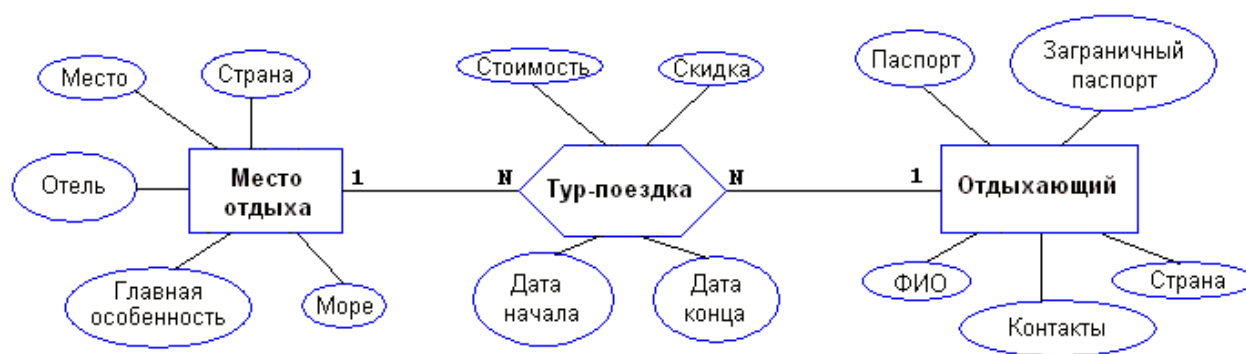 Место
Страна
Отель
Место
отдыха
Главная
особенность
Море
1
N
Стоимость
Скидка
Тур-поездка
Дата
начала
Дата
конца
N
1
Паспорт
Заграничный
паспорт
Отдыхающий
ФИО
Контакты
Страна